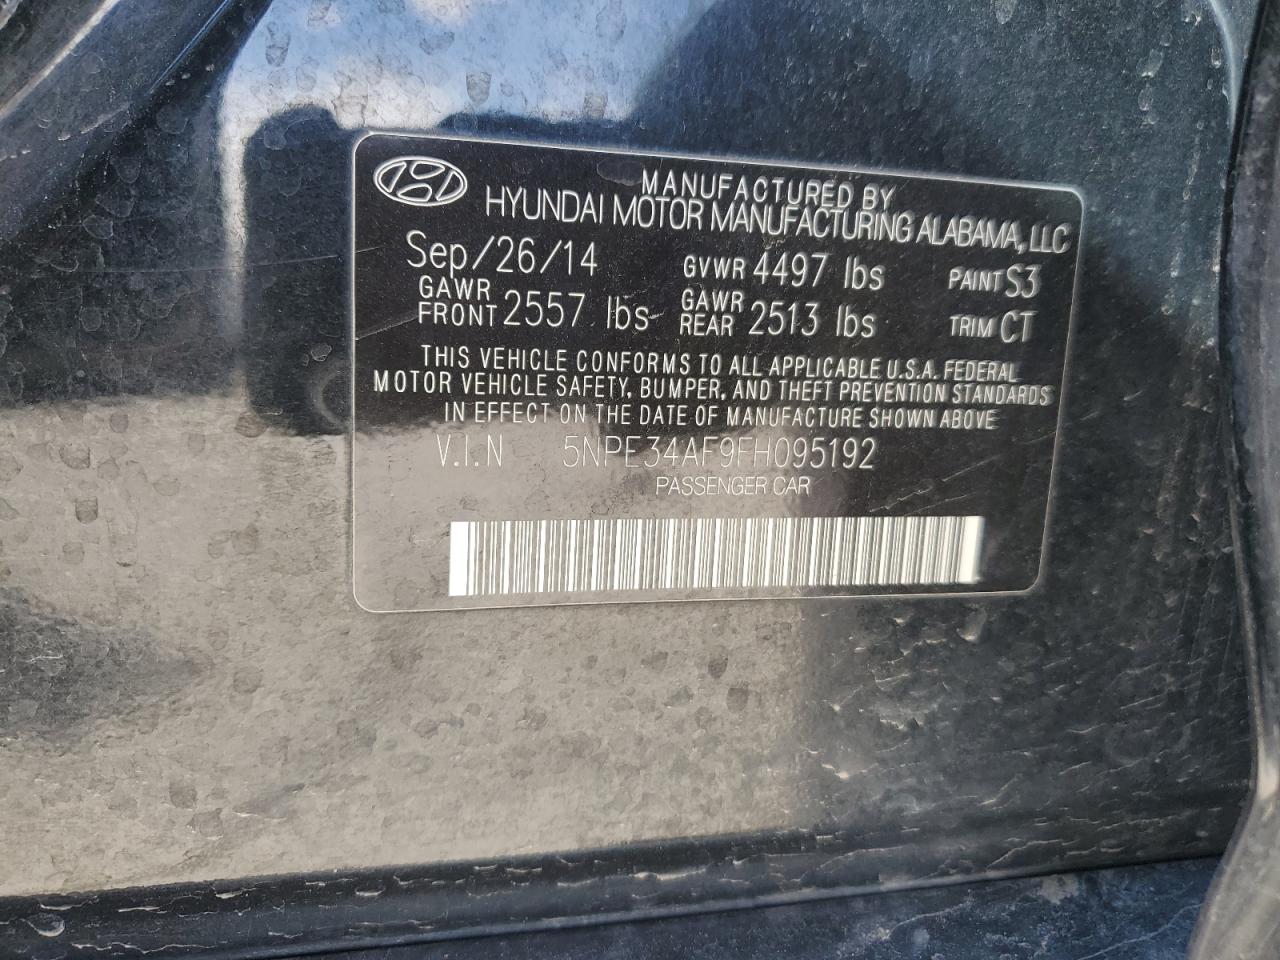 MANUFACTURED BY
HYUNDAI MOTOR MANUFACTURING ALABAMA, LLC
Sep/26/14 GVWR 4497 lbs PAINT S3
GAWR FRONT 2557 lbs GAWR REAR 2513 lbs TRIM CT
THIS VEHICLE CONFORMS TO ALL APPLICABLE U.S.A. FEDERAL
MOTOR VEHICLE SAFETY, BUMPER, AND THEFT PREVENTION STANDARDS
IN EFFECT ON THE DATE OF MANUFACTURE SHOWN ABOVE
V.I.N 5NPE34AF9FH095192
PASSENGER CAR